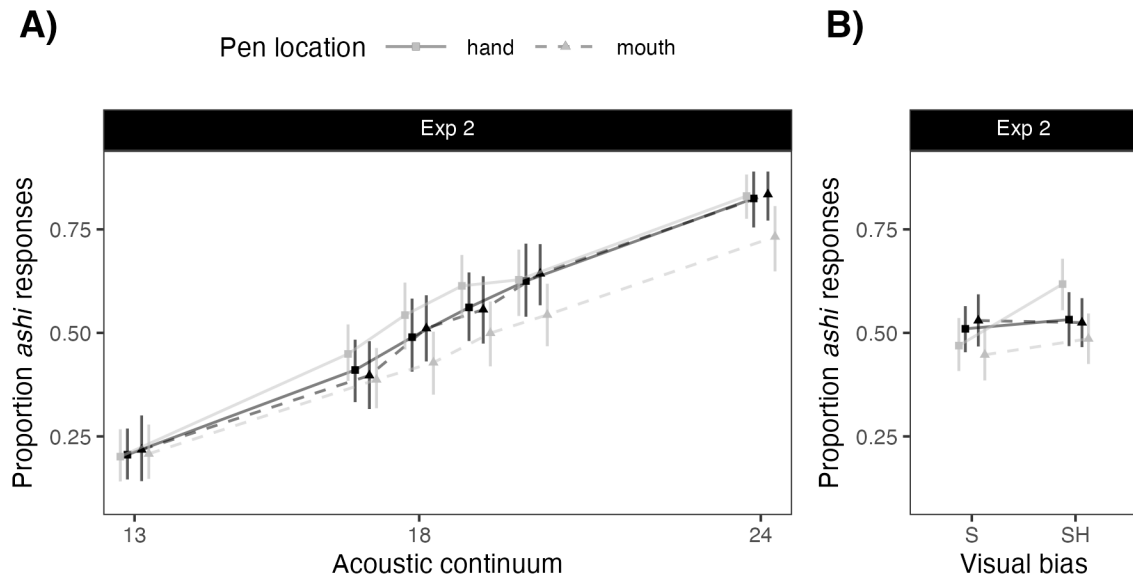 A)
Pen location hand mouth
Exp 2
Proportion ashi responses
0.75
0.50
0.25
13 18 24
Acoustic continuum
B)
Exp 2
Proportion ashi responses
0.75
0.50
0.25
S SH
Visual bias